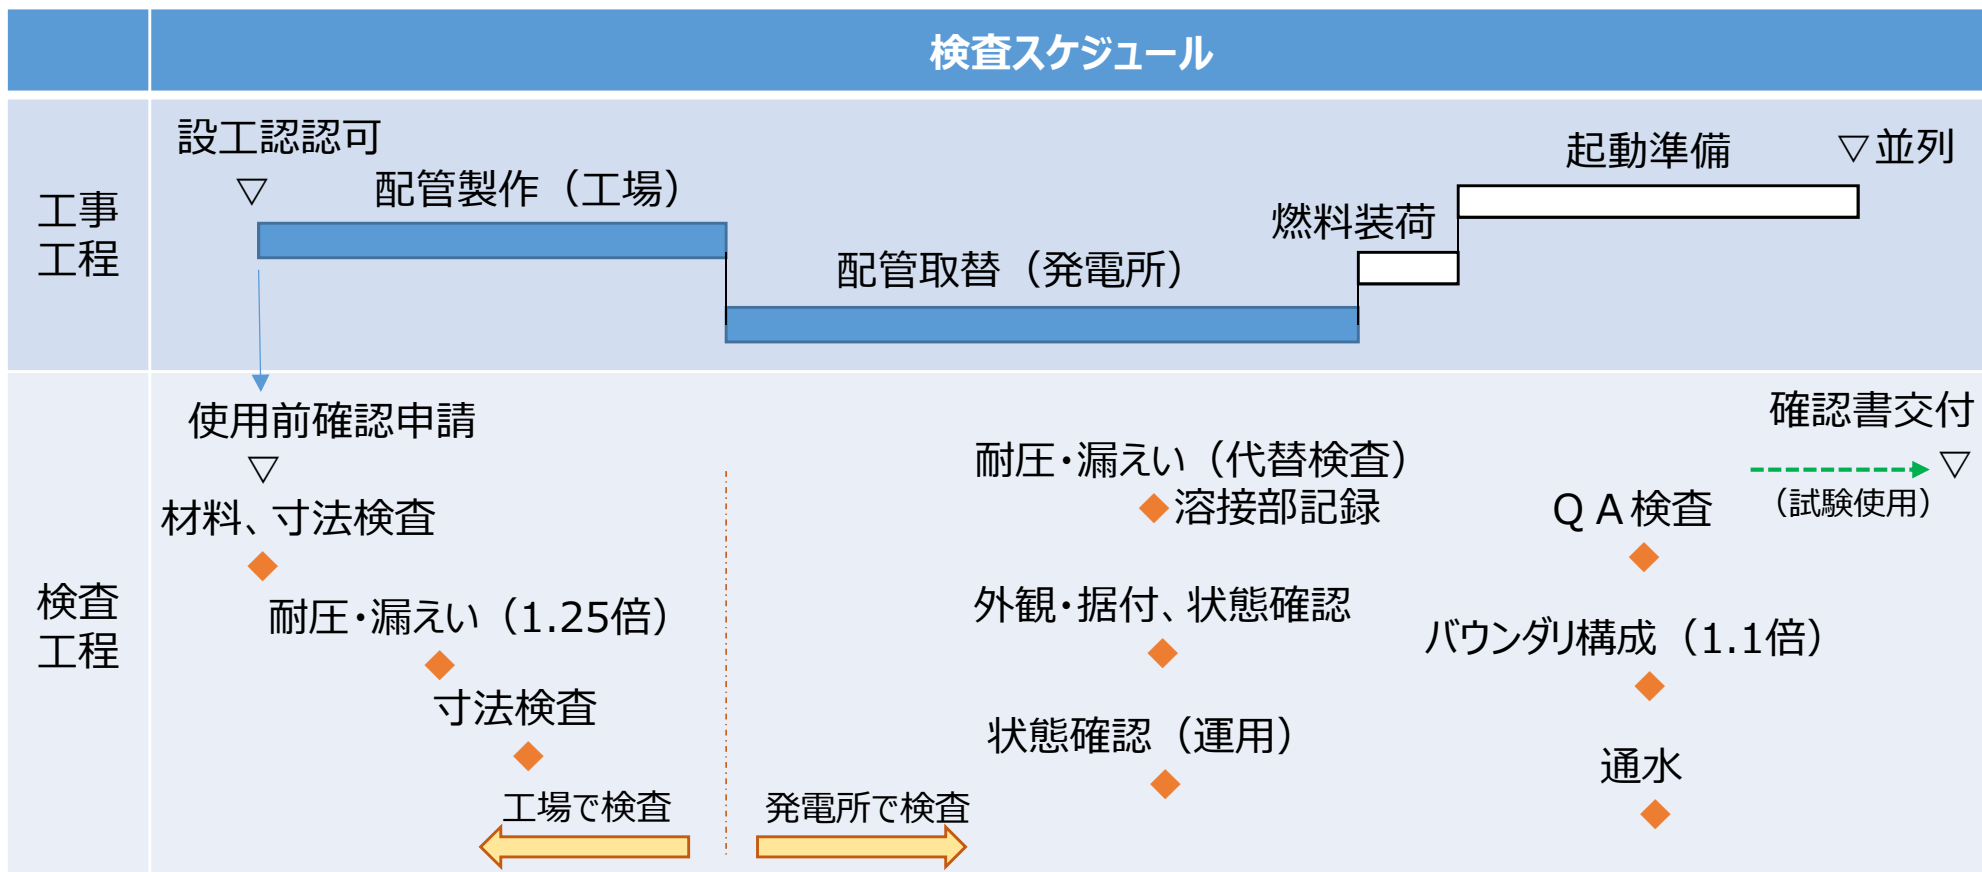 検査スケジュール
工事
工程
設工認認可
▽
配管製作（工場）
配管取替（発電所）
燃料装荷
起動準備
▽並列
検査
工程
使用前確認申請
▽
材料、寸法検査
耐圧・漏えい（1.25倍）
寸法検査
工場で検査
発電所で検査
耐圧・漏えい（代替検査）
溶接部記録
外観・据付、状態確認
状態確認（運用）
確認書交付
▽
（試験使用）
ＱＡ検査
バウンダリ構成（1.1倍）
通水